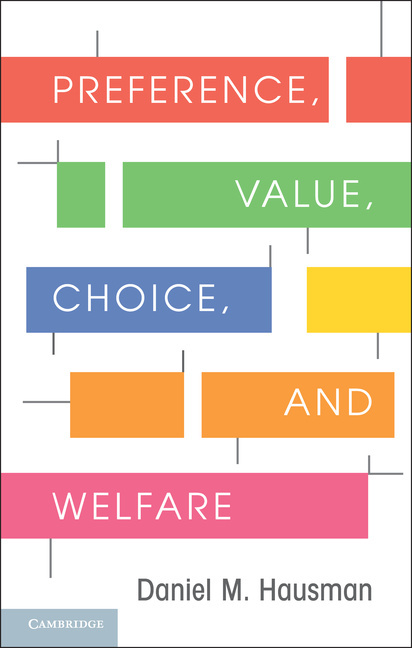 PREFERENCE,
VALUE,
CHOICE,
AND
WELFARE
Daniel M. Hausman
CAMBRIDGE